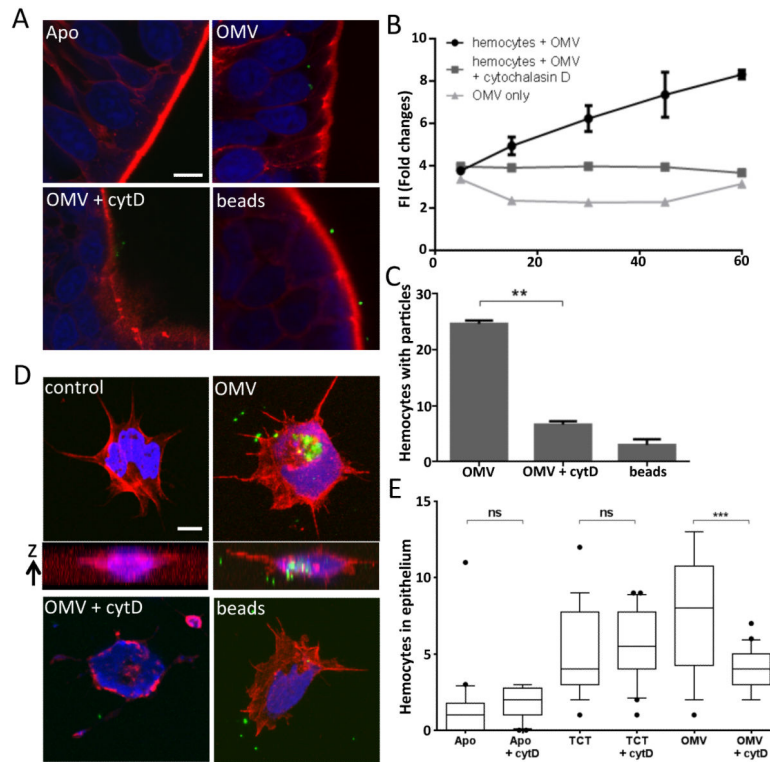 A
Apo
OMV
OMV + cytD
beads
B
hemocytes + OMV
hemocytes + OMV
+ cytochalasin D
OMV only
FI (Fold changes)
10
8
6
4
2
0
0
20
40
60
C
**
Hemocytes with particles
30
20
10
0
OMV
OMV + cytD
beads
D
control
OMV
Z
OMV + cytD
beads
E
ns
ns
***
Hemocytes in epithelium
15
10
5
0
Apo
Apo
+ cytD
TCT
TCT
+ cytD
OMV
OMV
+ cytD